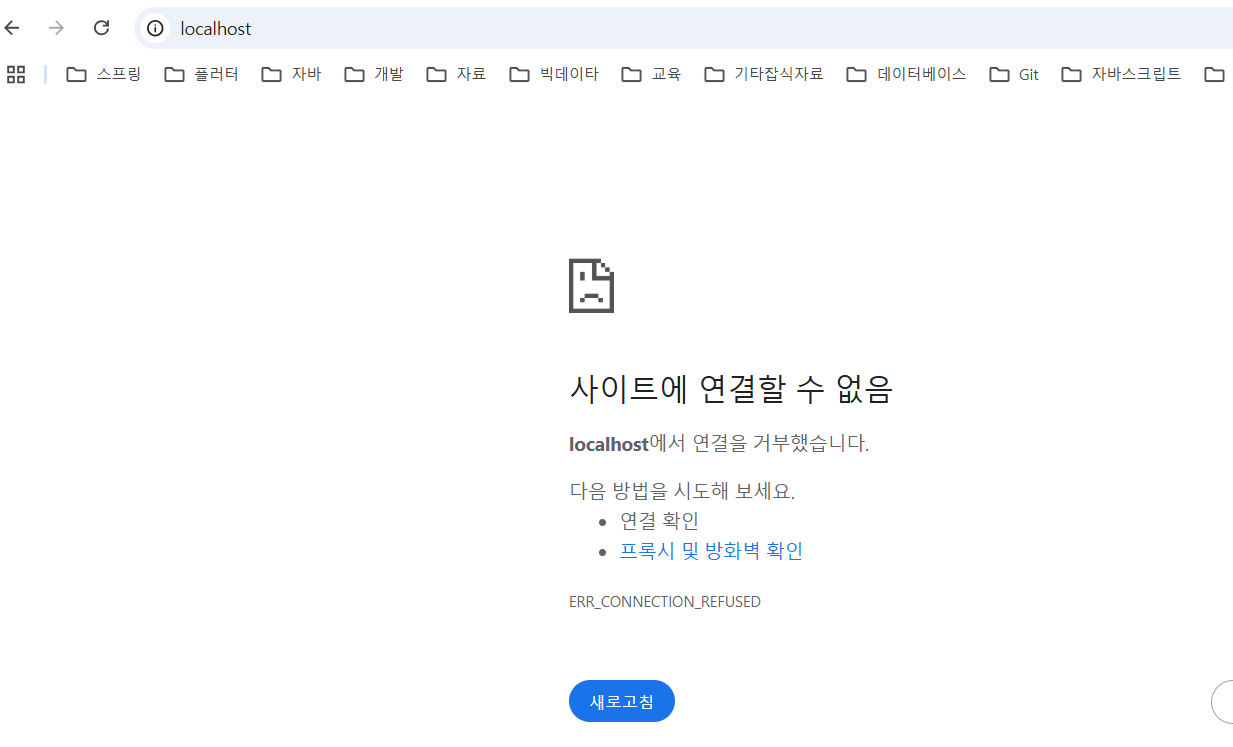 localhost
스프링 플러터 자바 개발 자료 빅데이타 교육 기타잡식자료 데이터베이스 Git 자바스크립트
사이트에 연결할 수 없음
localhost에서 연결을 거부했습니다.
다음 방법을 시도해 보세요.
연결 확인
프록시 및 방화벽 확인
ERR_CONNECTION_REFUSED
새로고침